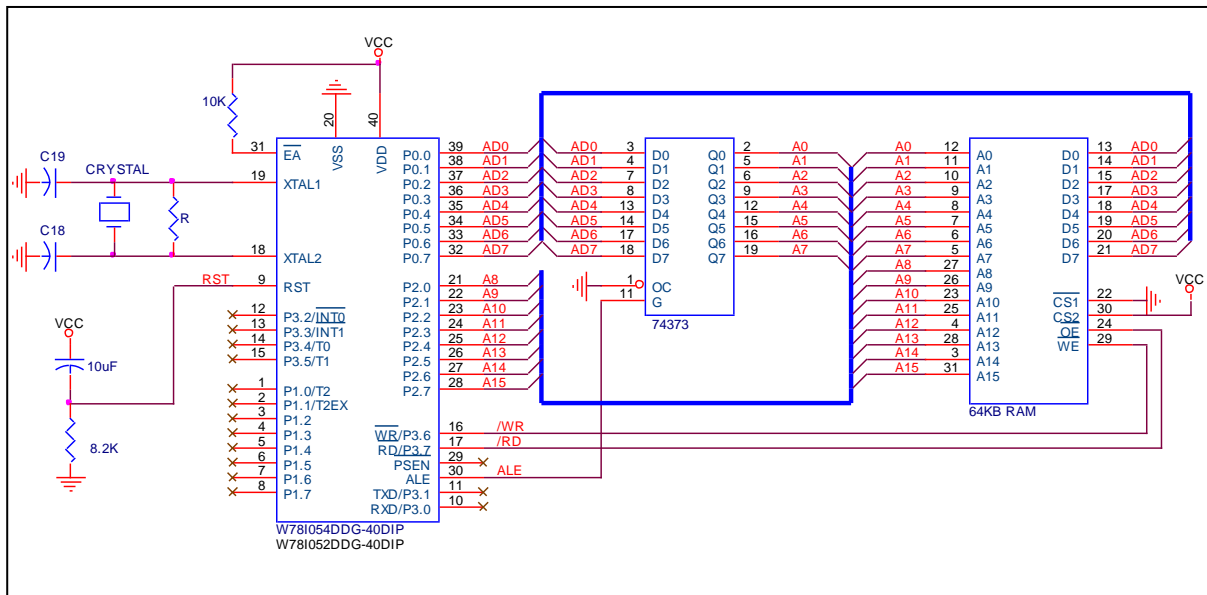 VCC
10K
20
40
31 EA VSS VDD P0.0 39 AD0 AD0 3 D0 Q0 2 A0 A0 12 A0 D0 13 AD0
P0.1 38 AD1 AD1 4 D1 Q1 5 A1 A1 11 A1 D1 14 AD1
C19 CRYSTAL 19 XTAL1 P0.2 37 AD2 AD2 7 D2 Q2 6 A2 A2 10 A2 D2 15 AD2
P0.3 36 AD3 AD3 8 D3 Q3 9 A3 A3 9 A3 D3 17 AD3
R P0.4 35 AD4 AD4 13 D4 Q4 12 A4 A4 8 A4 D4 18 AD4
P0.5 34 AD5 AD5 14 D5 Q5 15 A5 A5 7 A5 D5 19 AD5
C18 P0.6 33 AD6 AD6 17 D6 Q6 16 A6 A6 6 A6 D6 20 AD6
18 XTAL2 P0.7 32 AD7 AD7 18 D7 Q7 19 A7 A7 5 A7 D7 21 AD7
A8 27 A8
RST 9 RST P2.0 21 A8 1 OC A9 26 A9 VCC
P2.1 22 A9 11 G A10 23 A10 CS1 22
12 P3.2/INT0 P2.2 23 A10 A11 25 A11 CS2 30
VCC 13 P3.3/INT1 P2.3 24 A11 74373 A12 4 A12 OE 24
14 P3.4/T0 P2.4 25 A12 A13 28 A13 WE 29
15 P3.5/T1 P2.5 26 A13 A14 3 A14
10uF P2.6 27 A14 A15 31 A15
1 P1.0/T2 P2.7 28 A15
2 P1.1/T2EX 64KB RAM
3 P1.2
4 P1.3 WR/P3.6 16 /WR
8.2K 5 P1.4 RD/P3.7 17 /RD
6 P1.5 PSEN 29
7 P1.6 ALE 30 ALE
8 P1.7 TXD/P3.1 11
RXD/P3.0 10
W78I054DDG-40DIP
W78I052DDG-40DIP